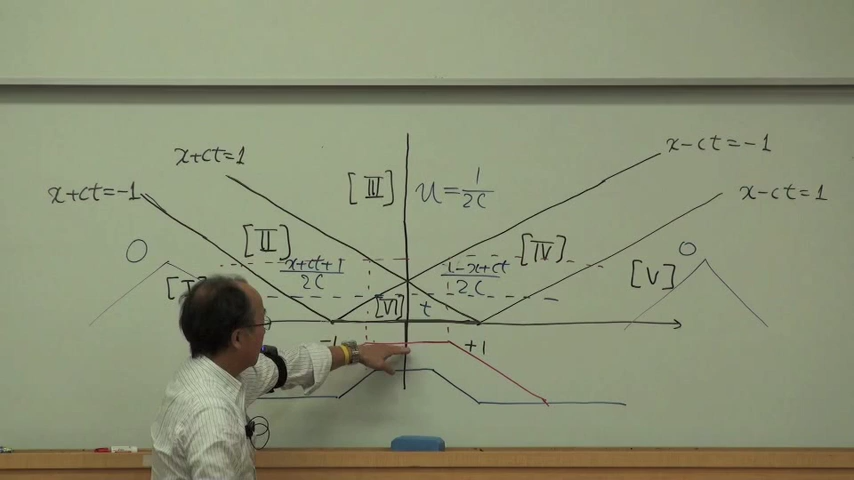 x+ct=1
x-ct=-1
x+ct=-1
x-ct=1
[III] u=1/2c
0
[II]
[IV]
0
x+ct+1/2c
1-x+ct/2c
[V]
[VI]
t
-1
+1